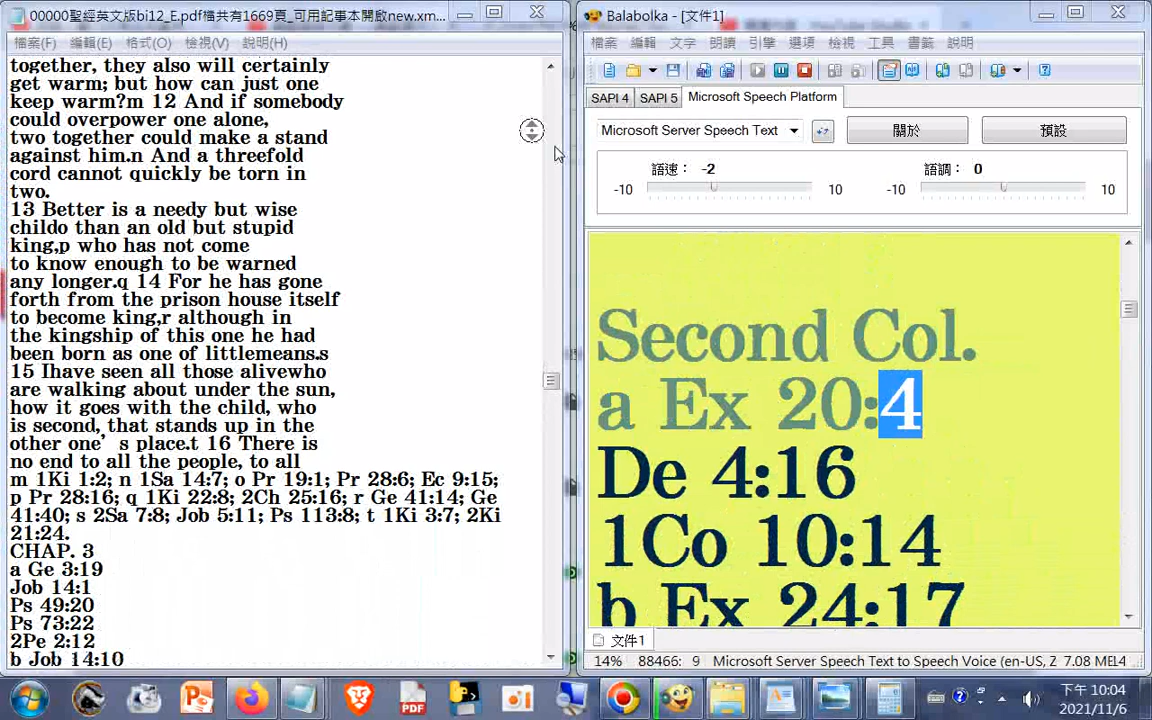 00000聖經英文版bi12_E.pdf檔共有1669頁_可用記事本開啟new.xm...
檔案(F) 編輯(E) 格式(O) 檢視(V) 說明(H)
together, they also will certainly
get warm; but how can just one
keep warm?m 12 And if somebody
could overpower one alone,
two together could make a stand
against him.n And a threefold
cord cannot quickly be torn in
two.
13 Better is a needy but wise
childo than an old but stupid
king,p who has not come
to know enough to be warned
any longer.q 14 For he has gone
forth from the prison house itself
to become king,r although in
the kingship of this one he had
been born as one of littlemeans.s
15 Ihave seen all those alivewho
are walking about under the sun,
how it goes with the child, who
is second, that stands up in the
other one’s place.t 16 There is
no end to all the people, to all
m 1Ki 1:2; n 1Sa 14:7; o Pr 19:1; Pr 28:6; Ec 9:15;
p Pr 28:16; q 1Ki 22:8; 2Ch 25:16; r Ge 41:14; Ge
41:40; s 2Sa 7:8; Job 5:11; Ps 113:8; t 1Ki 3:7; 2Ki
21:24.
CHAP. 3
a Ge 3:19
Job 14:1
Ps 49:20
Ps 73:22
2Pe 2:12
b Job 14:10
Balabolka - [文件1]
檔案 編輯 文字 朗讀 引擎 選項 檢視 工具 書籤 說明
SAPI 4 SAPI 5 Microsoft Speech Platform
Microsoft Server Speech Text 關於 預設
語速: -2 語調: 0
-10 10 -10 10
Second Col.
a Ex 20:4
De 4:16
1Co 10:14
b Ex 24:17
文件1
14% 88466: 9 Microsoft Server Speech Text to Speech Voice (en-US, Z 7.08 ME14
PDF
下午 10:04
2021/11/6